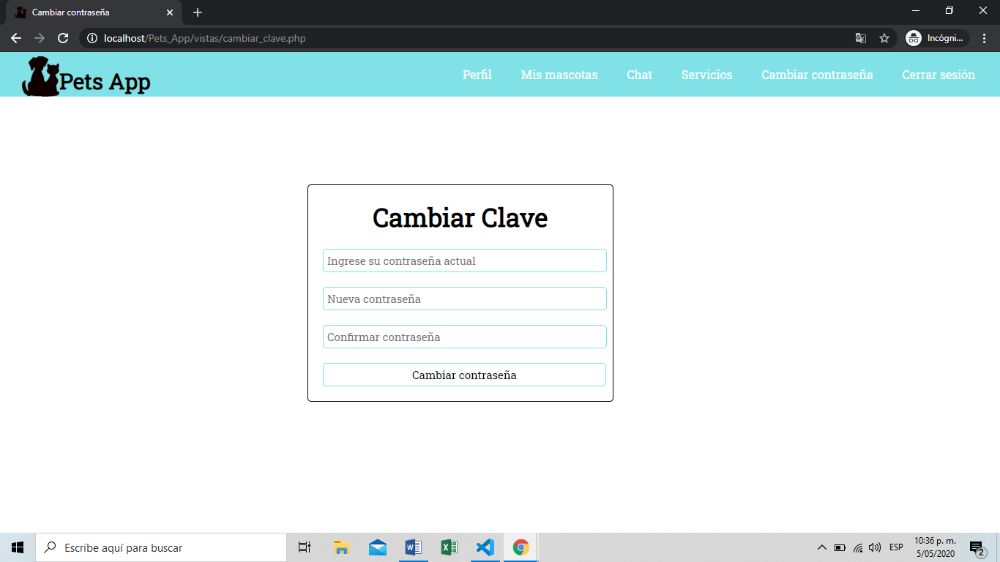 Cambiar contraseña
localhost/Pets_App/vistas/cambiar_clave.php
Incógni...
Pets App
Perfil
Mis mascotas
Chat
Servicios
Cambiar contraseña
Cerrar sesión
Cambiar Clave
Ingrese su contraseña actual
Nueva contraseña
Confirmar contraseña
Cambiar contraseña
Escribe aquí para buscar
ESP
10:36 p. m.
5/05/2020
2